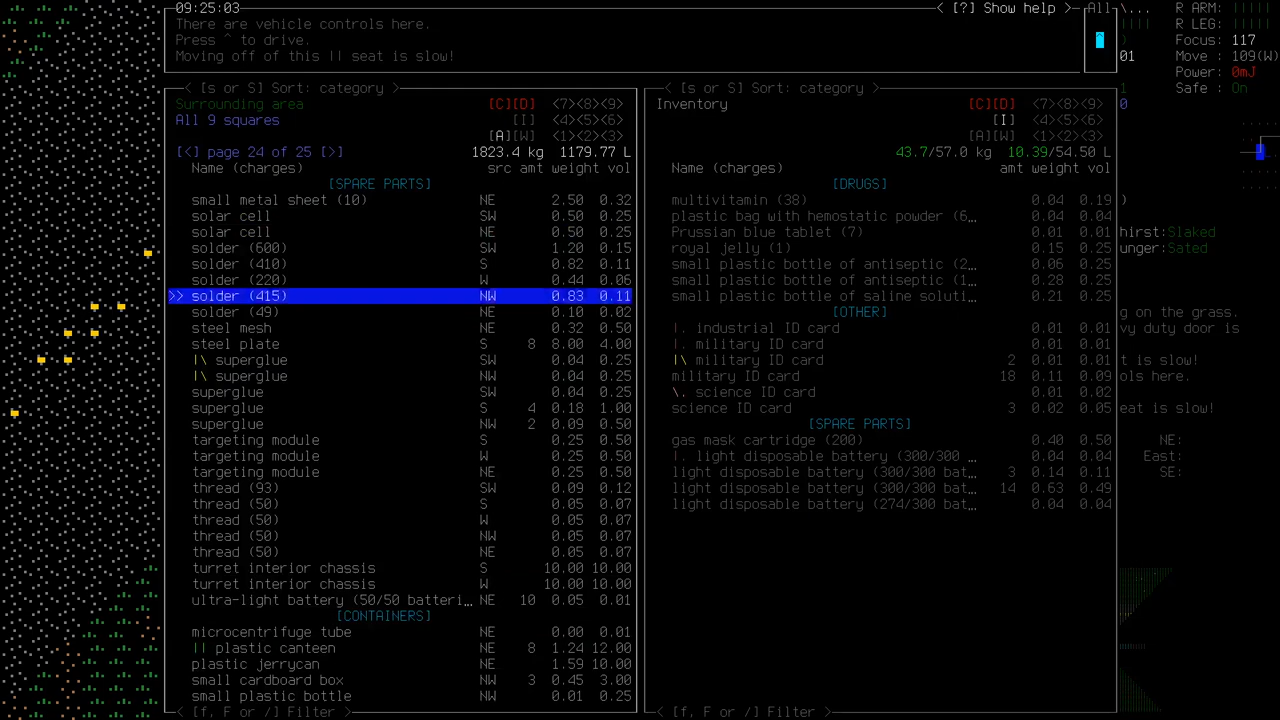 09:25:03 < [?] Show help >
There are vehicle controls here.
Press ^ to drive.
Moving off of this || seat is slow!
All \...
^
01
R ARM:
R LEG:
Focus: 117
Move : 109(W)
Power: 0mJ
Safe : On
< [s or S] Sort: category >
Surrounding area [C][D] <7><8><9>
All 9 squares [I] <4><5><6>
[A][W] <1><2><3>
[<] page 24 of 25 [>] 1823.4 kg 1179.77 L
Name (charges) src amt weight vol
[SPARE PARTS]
small metal sheet (10) NE 2.50 0.32
solar cell SW 0.50 0.25
solar cell NE 0.50 0.25
solder (600) SW 1.20 0.15
solder (410) S 0.82 0.11
solder (220) W 0.44 0.06
>> solder (415) NW 0.83 0.11
solder (49) NE 0.10 0.02
steel mesh NE 0.32 0.50
steel plate S 8 8.00 4.00
|\ superglue SW 0.04 0.25
|\ superglue NW 0.04 0.25
superglue SW 0.04 0.25
superglue S 4 0.18 1.00
superglue NW 2 0.09 0.50
targeting module S 0.25 0.50
targeting module W 0.25 0.50
targeting module NE 0.25 0.50
thread (93) SW 0.09 0.12
thread (50) S 0.05 0.07
thread (50) W 0.05 0.07
thread (50) NW 0.05 0.07
thread (50) NE 0.05 0.07
turret interior chassis S 10.00 10.00
turret interior chassis W 10.00 10.00
ultra-light battery (50/50 batteri… NE 10 0.05 0.01
[CONTAINERS]
microcentrifuge tube NE 0.00 0.01
|| plastic canteen NE 8 1.24 12.00
plastic jerrycan NE 1.59 10.00
small cardboard box NW 3 0.45 3.00
small plastic bottle NW 0.01 0.25
< [f, F or /] Filter >
< [s or S] Sort: category >
Inventory [C][D] <7><8><9>
[I] <4><5><6>
[A][W] <1><2><3>
43.7/57.0 kg 10.39/54.50 L
Name (charges) amt weight vol
[DRUGS]
multivitamin (38) 0.04 0.19
plastic bag with hemostatic powder (6… 0.04 0.04
Prussian blue tablet (7) 0.01 0.01
royal jelly (1) 0.15 0.25
small plastic bottle of antiseptic (2… 0.06 0.25
small plastic bottle of antiseptic (1… 0.28 0.25
small plastic bottle of saline soluti… 0.21 0.25
[OTHER]
|. industrial ID card 0.01 0.01
|. military ID card 0.01 0.01
|\ military ID card 2 0.01 0.01
military ID card 18 0.11 0.09
\. science ID card 0.01 0.02
science ID card 3 0.02 0.05
[SPARE PARTS]
gas mask cartridge (200) 0.40 0.50
|. light disposable battery (300/300 … 0.04 0.04
light disposable battery (300/300 bat… 3 0.14 0.11
light disposable battery (300/300 bat… 14 0.63 0.49
light disposable battery (274/300 bat… 0.04 0.04
< [f, F or /] Filter >
1
0
)
hirst:Slaked
unger:Sated
g on the grass.
vy duty door is
t is slow!
ols here.
eat is slow!
NE:
East:
SE: